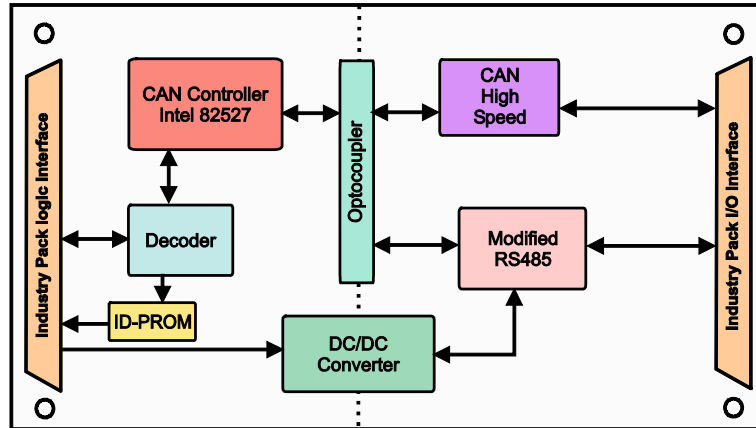 Industry Pack logic Interface
CAN Controller
Intel 82527
Optocoupler
CAN
High
Speed
Industry Pack I/O Interface
Decoder
Modified
RS485
ID-PROM
DC/DC
Converter